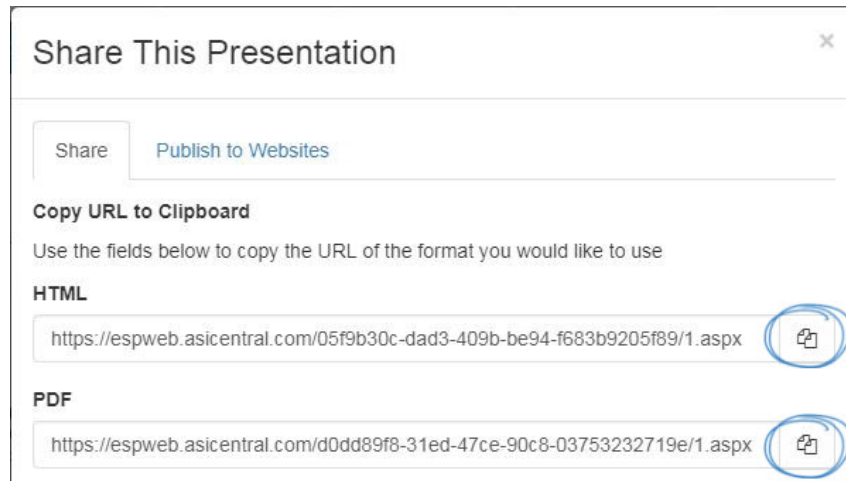 Share This Presentation
×
Share
Publish to Websites
Copy URL to Clipboard
Use the fields below to copy the URL of the format you would like to use
HTML
https://espweb.asicentral.com/05f9b30c-dad3-409b-be94-f683b9205f89/1.aspx
PDF
https://espweb.asicentral.com/d0dd89f8-31ed-47ce-90c8-03753232719e/1.aspx